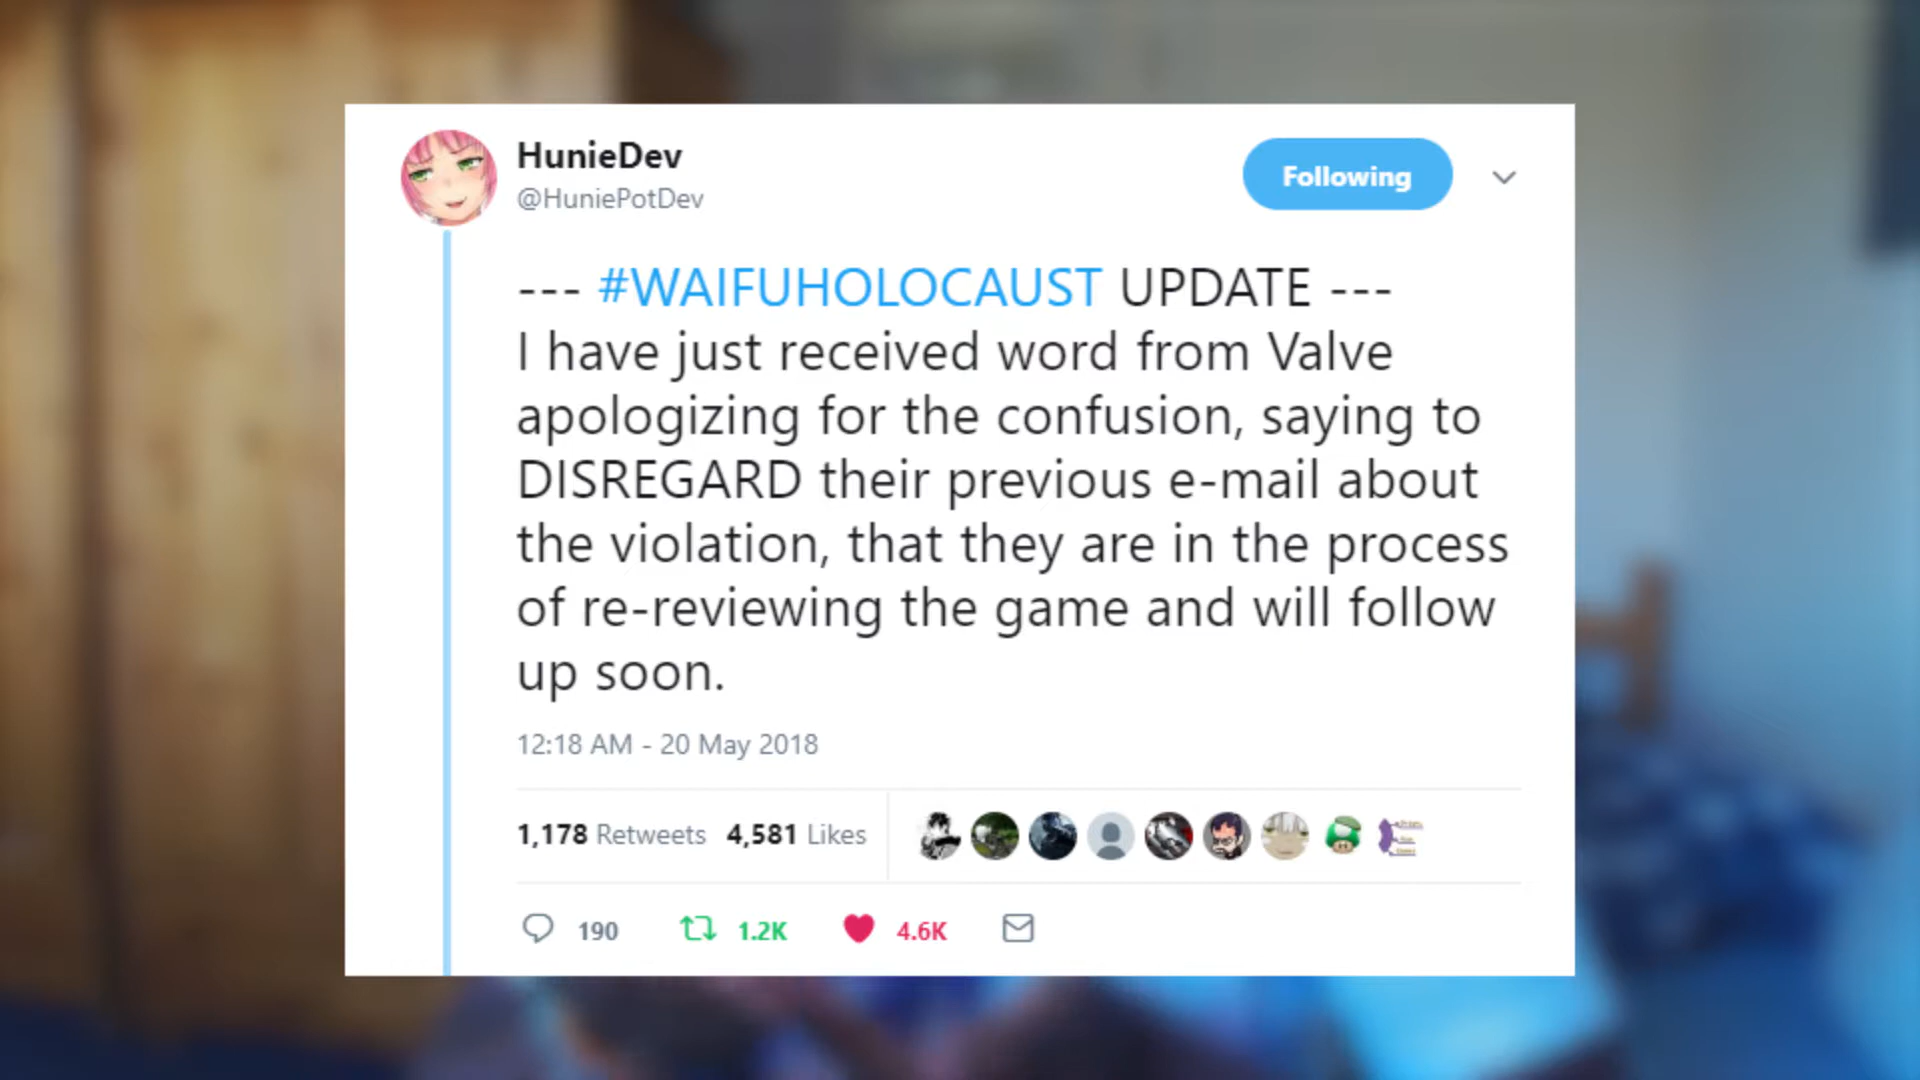 HunieDev
@HuniePotDev
Following
--- #WAIFUHOLOCAUST UPDATE ---
I have just received word from Valve
apologizing for the confusion, saying to
DISREGARD their previous e-mail about
the violation, that they are in the process
of re-reviewing the game and will follow
up soon.
12:18 AM - 20 May 2018
1,178 Retweets 4,581 Likes
190 1.2K 4.6K